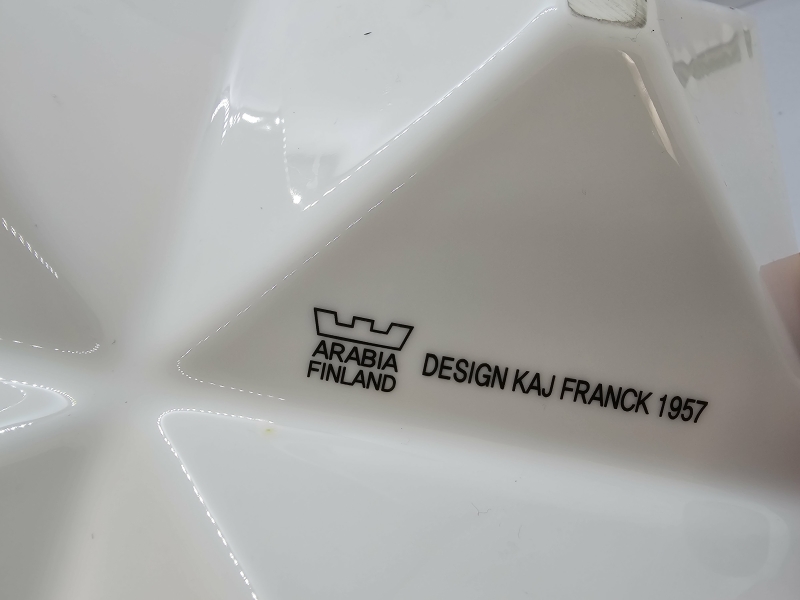 ARABIA
FINLAND
DESIGN KAJ FRANCK 1957